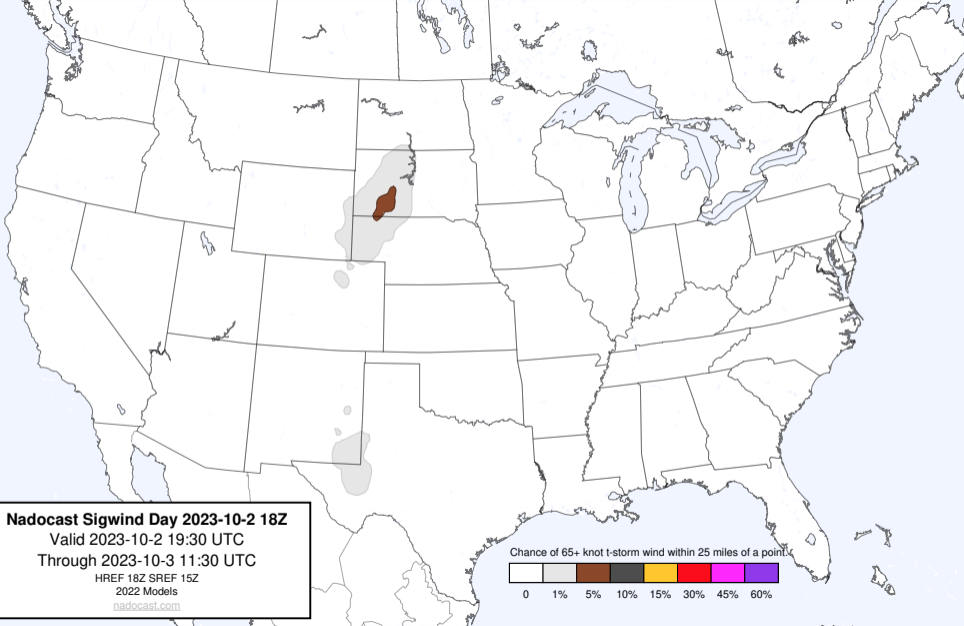 Nadocast Sigwind Day 2023-10-2 18Z
Valid 2023-10-2 19:30 UTC
Through 2023-10-3 11:30 UTC
HREF 18Z SREF 15Z
2022 Models
nadocast.com
Chance of 65+ knot t-storm wind within 25 miles of a point.
0 1% 5% 10% 15% 30% 45% 60%